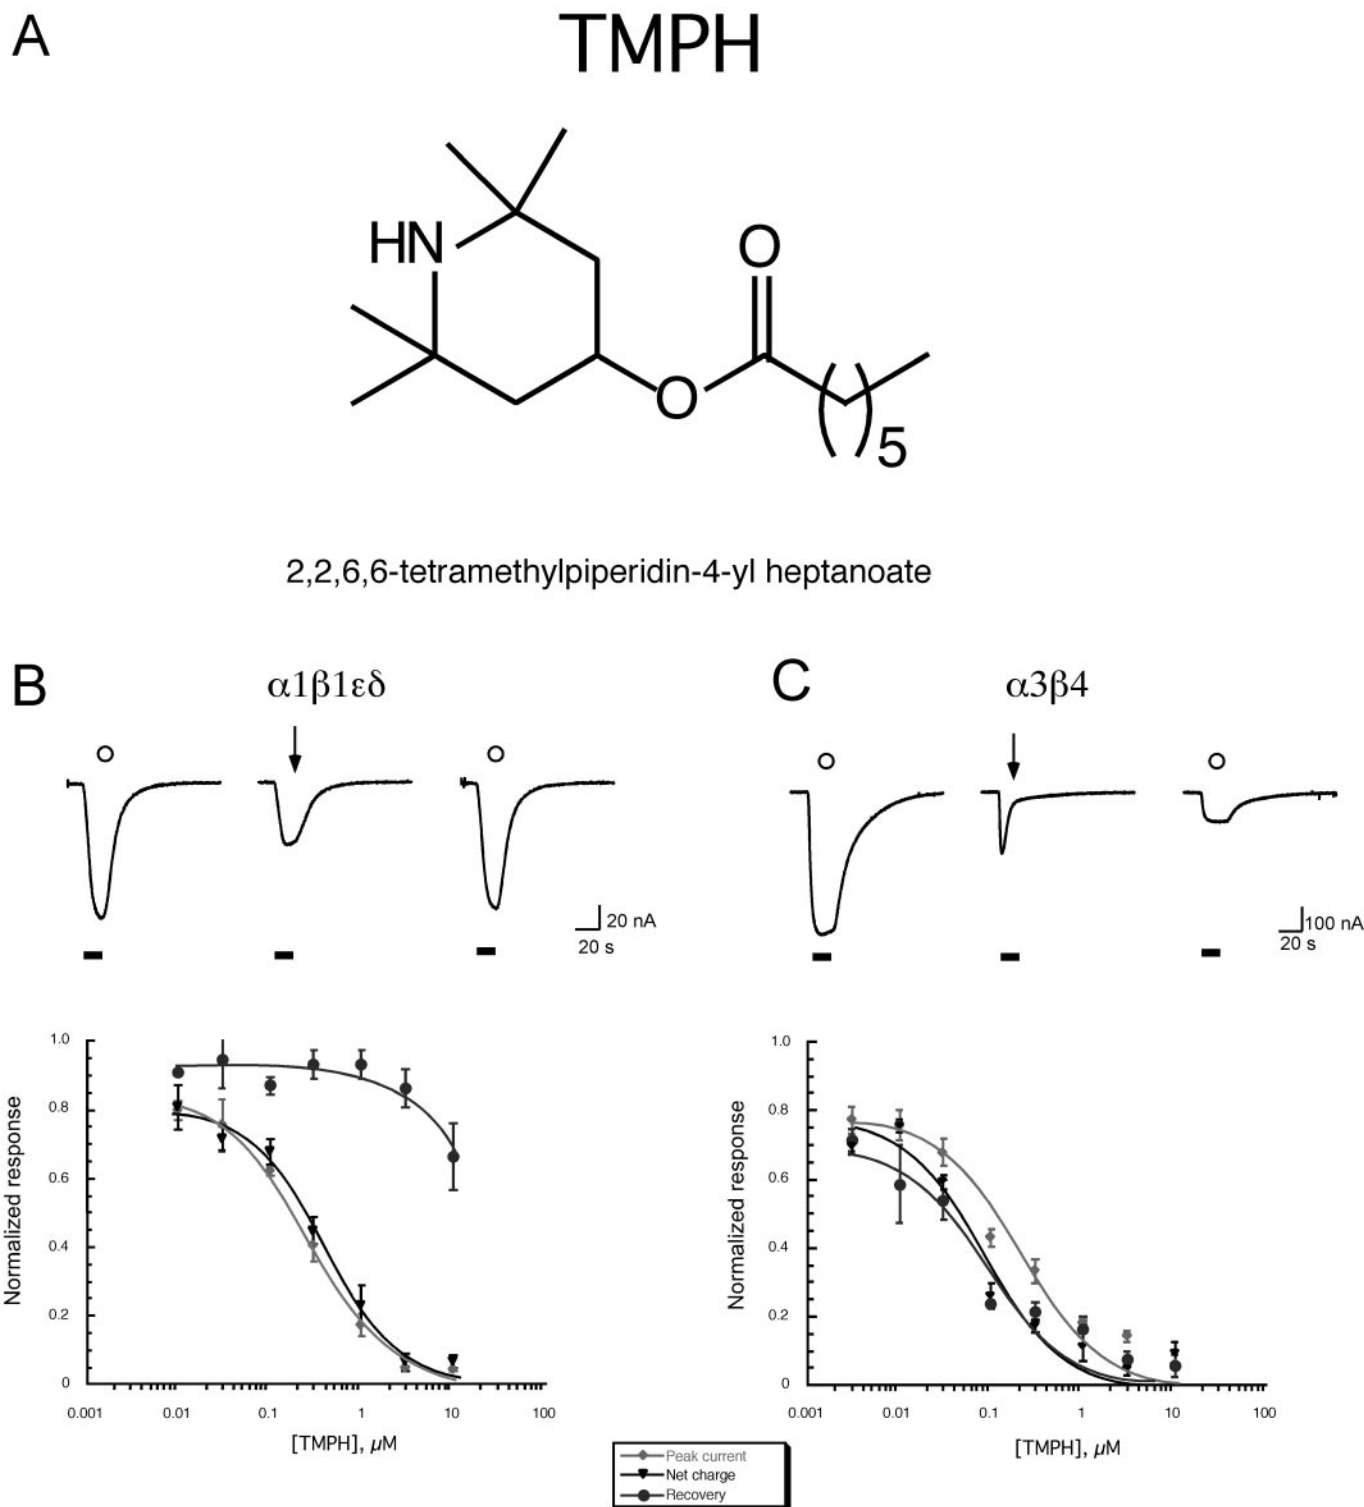 A
TMPH
HN
O
O
5
2,2,6,6-tetramethylpiperidin-4-yl heptanoate
B
α1β1εδ
20 nA
20 s
1.0
0.8
0.6
0.4
0.2
0
Normalized response
0.001 0.01 0.1 1 10 100
[TMPH], μM
C
α3β4
100 nA
20 s
1.0
0.8
0.6
0.4
0.2
0
Normalized response
0.001 0.01 0.1 1 10 100
[TMPH], μM
Peak current
Net charge
Recovery